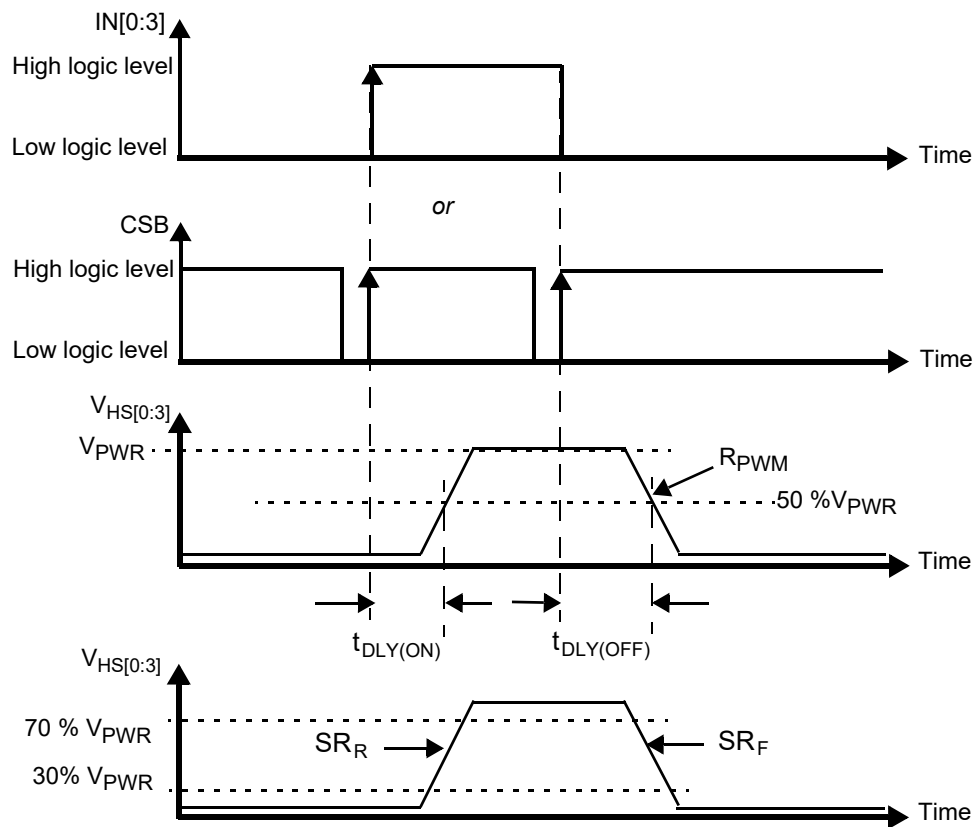 IN[0:3]
High logic level
Low logic level
Time
or
CSB
High logic level
Low logic level
Time
VHS[0:3]
VPWR
RPWM
50 %VPWR
Time
tDLY(ON)
tDLY(OFF)
VHS[0:3]
70 % VPWR
SRR
SRF
30% VPWR
Time